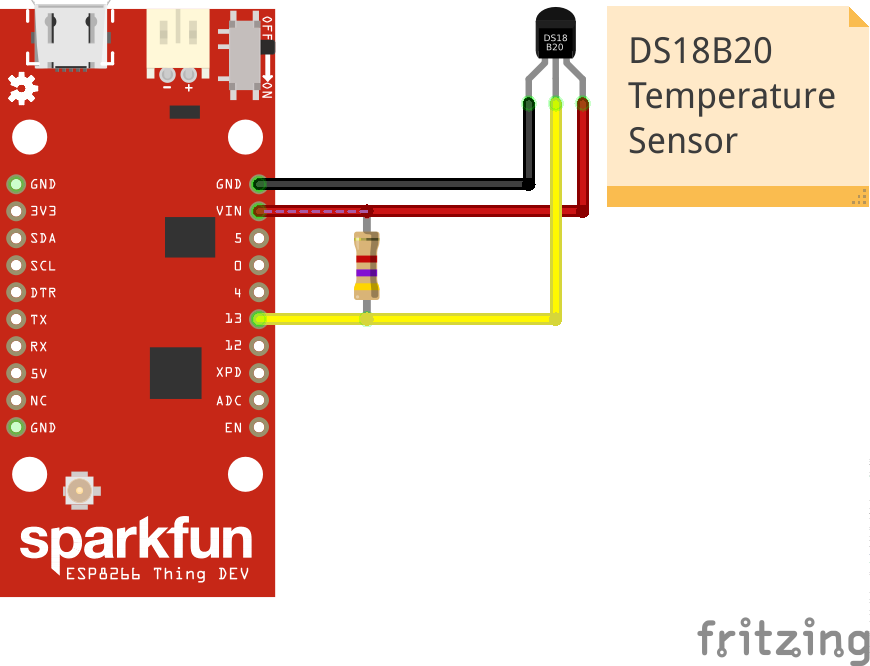 OFF
ON
DS18
B20
DS18B20
Temperature
Sensor
- +
GND GND
3V3 VIN
SDA 5
SCL 0
DTR 4
TX 13
RX 12
5V XPD
NC ADC
GND EN
sparkfun
ESP8266 Thing DEV
fritzing